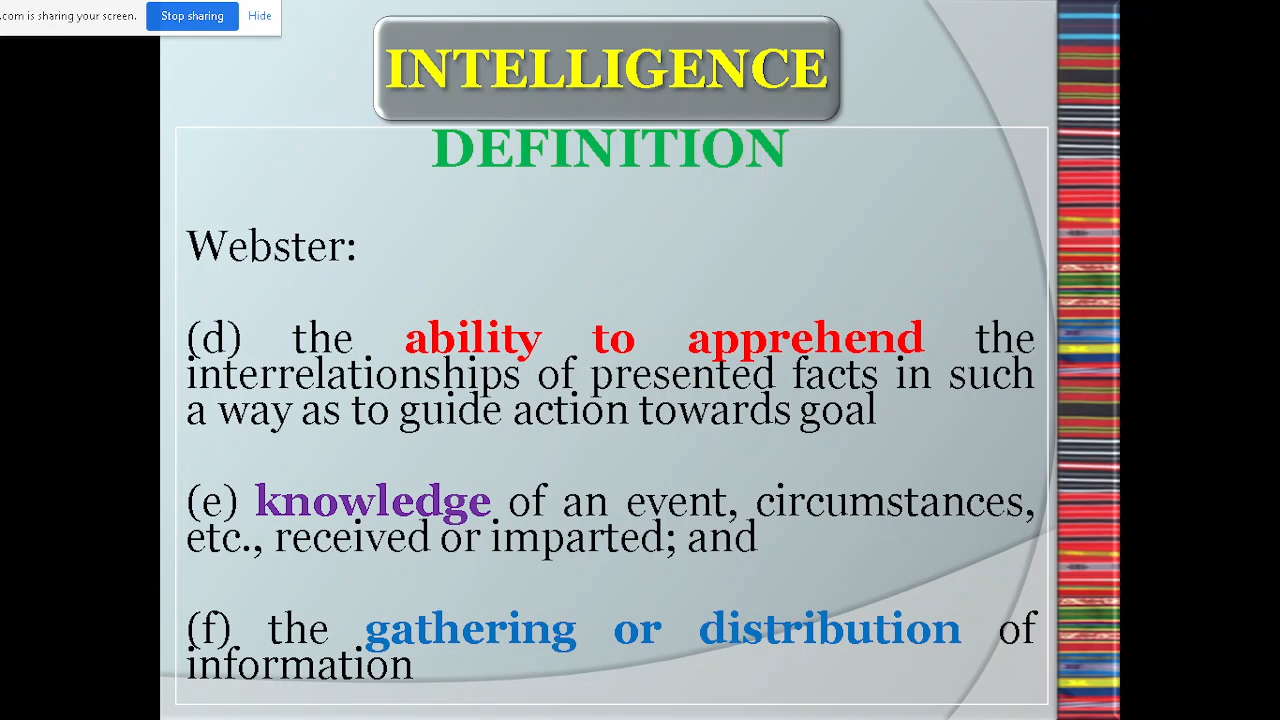 .com is sharing your screen.
Stop sharing
Hide
INTELLIGENCE
DEFINITION
Webster:
(d) the ability to apprehend the
interrelationships of presented facts in such
a way as to guide action towards goal
(e) knowledge of an event, circumstances,
etc., received or imparted; and
(f) the gathering or distribution of
information